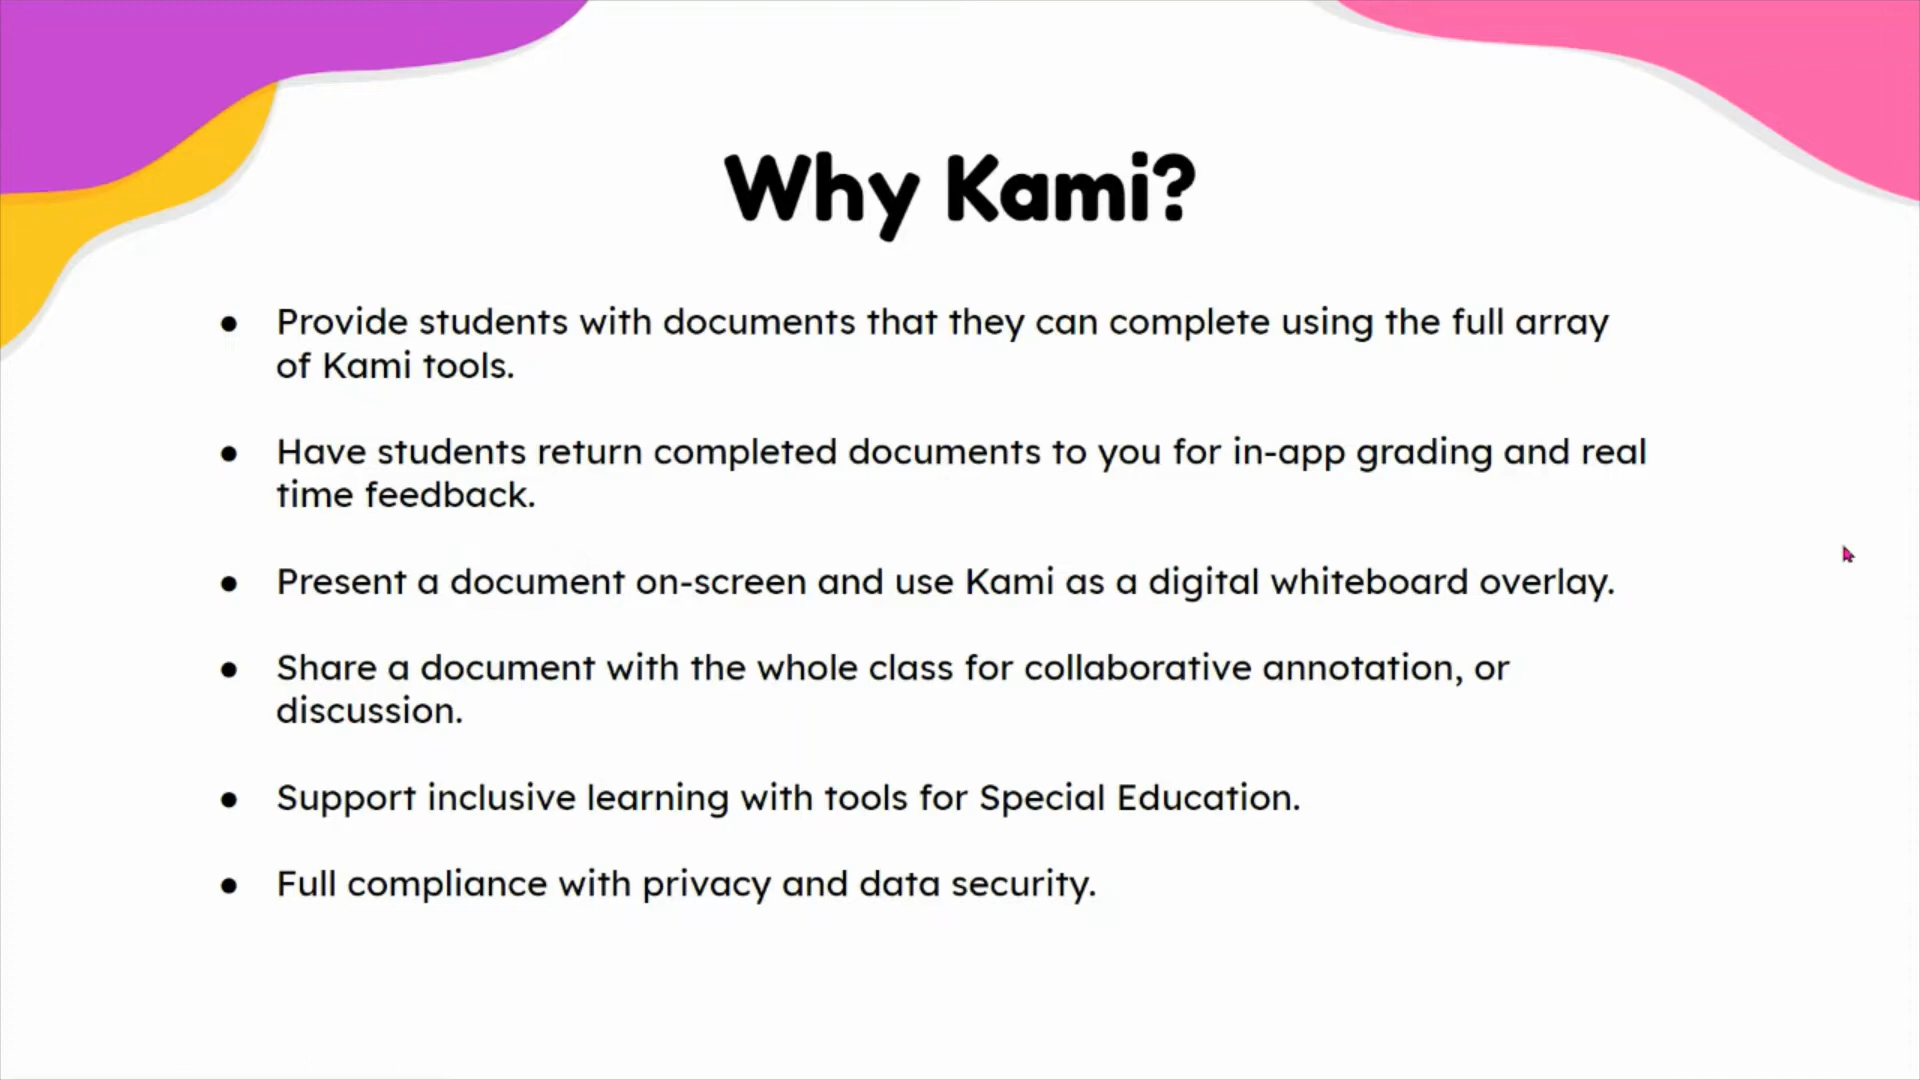 Why Kami?
● Provide students with documents that they can complete using the full array
of Kami tools.
● Have students return completed documents to you for in-app grading and real
time feedback.
● Present a document on-screen and use Kami as a digital whiteboard overlay.
● Share a document with the whole class for collaborative annotation, or
discussion.
● Support inclusive learning with tools for Special Education.
● Full compliance with privacy and data security.